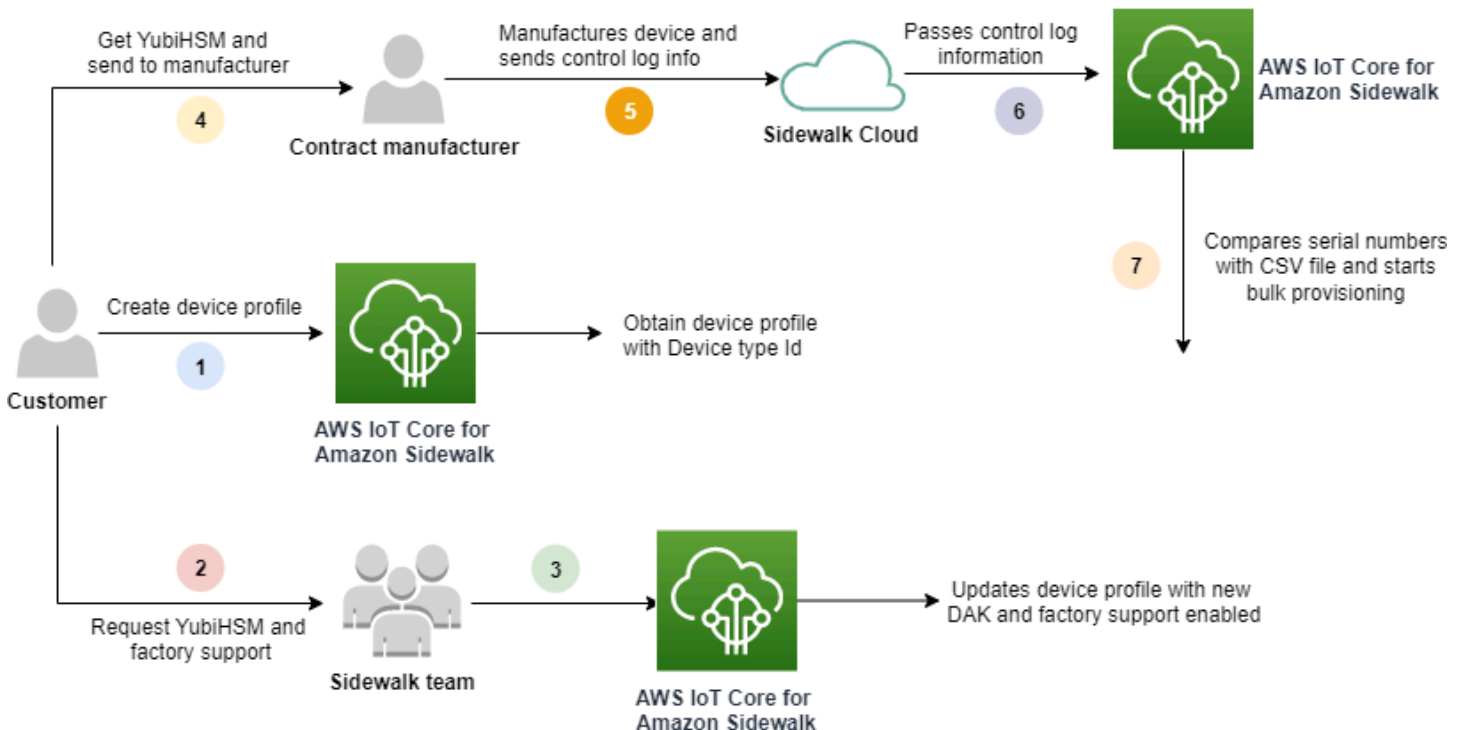 Get YubiHSM and
send to manufacturer
4
Contract manufacturer
Manufactures device and
sends control log info
5
Sidewalk Cloud
Passes control log
information
6
AWS IoT Core for
Amazon Sidewalk
7
Compares serial numbers
with CSV file and starts
bulk provisioning
Customer
Create device profile
1
AWS IoT Core for
Amazon Sidewalk
Obtain device profile
with Device type Id
2
Request YubiHSM and
factory support
Sidewalk team
3
AWS IoT Core for
Amazon Sidewalk
Updates device profile with new
DAK and factory support enabled